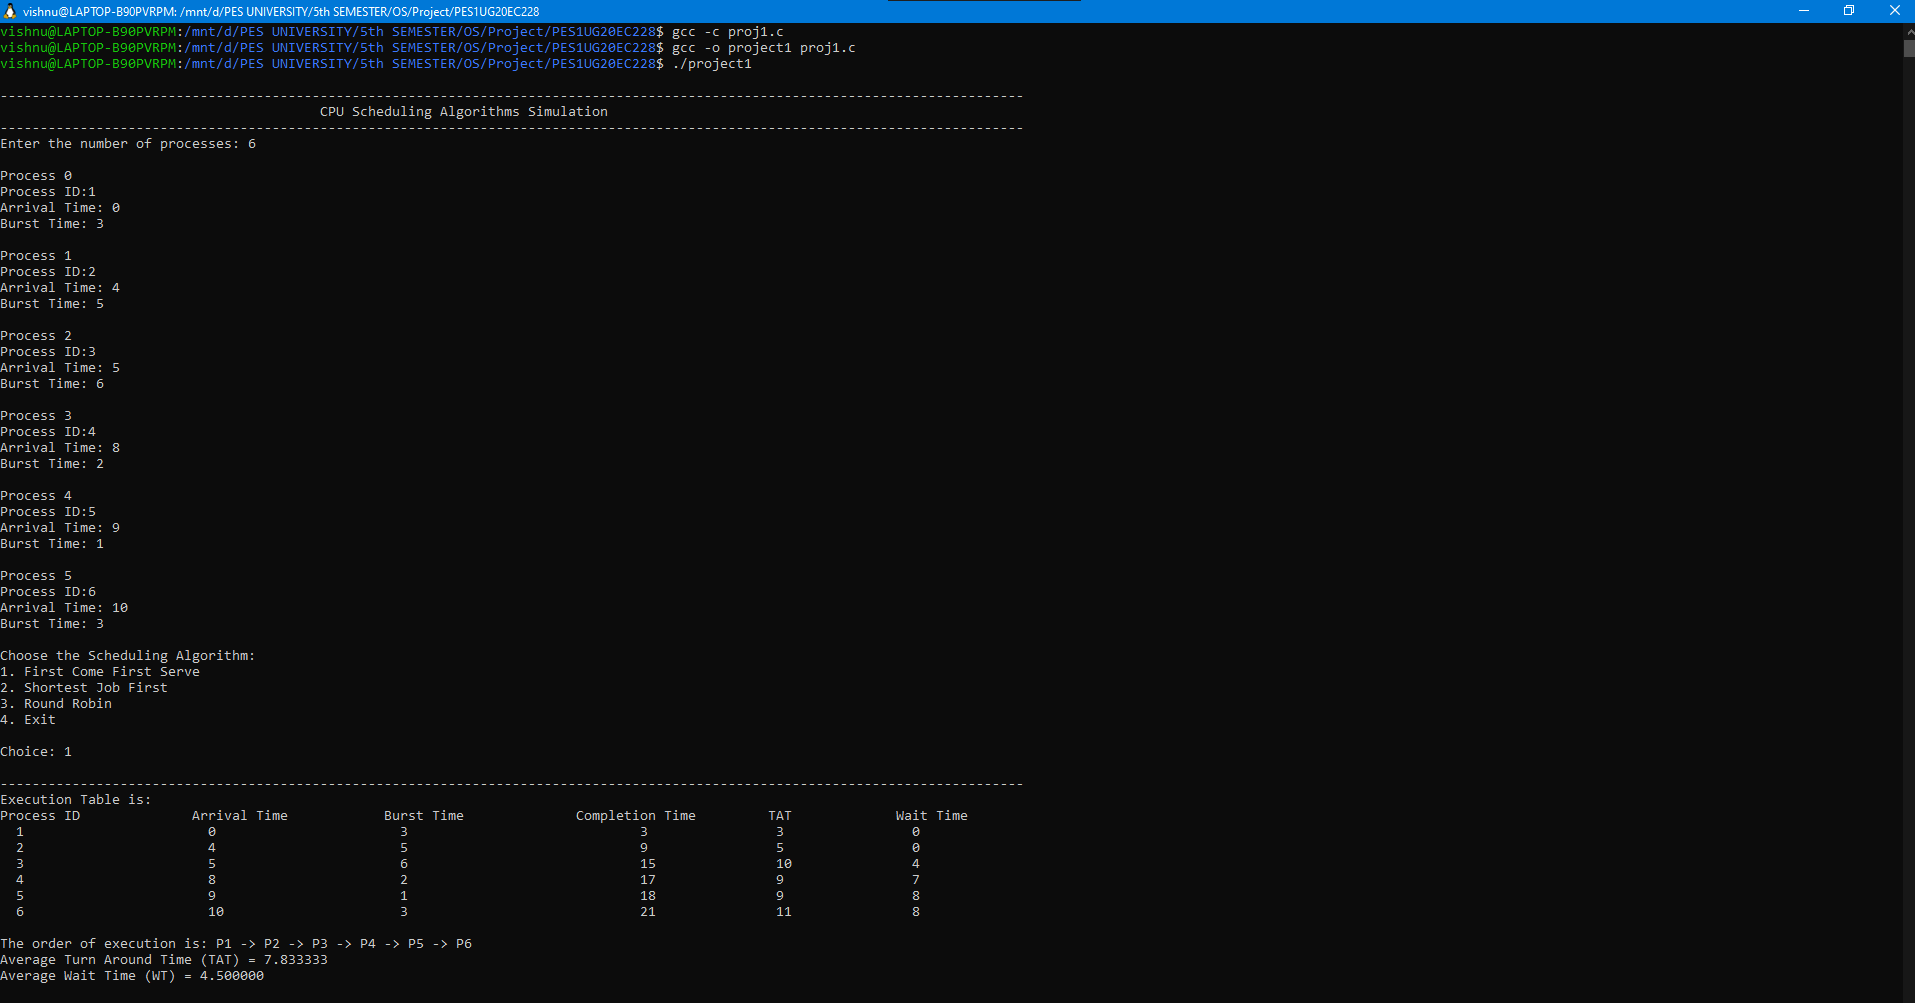 vishnu@LAPTOP-B90PVRPM: /mnt/d/PES UNIVERSITY/5th SEMESTER/OS/Project/PES1UG20EC228
vishnu@LAPTOP-B90PVRPM:/mnt/d/PES UNIVERSITY/5th SEMESTER/OS/Project/PES1UG20EC228$ gcc -c proj1.c
vishnu@LAPTOP-B90PVRPM:/mnt/d/PES UNIVERSITY/5th SEMESTER/OS/Project/PES1UG20EC228$ gcc -o project1 proj1.c
vishnu@LAPTOP-B90PVRPM:/mnt/d/PES UNIVERSITY/5th SEMESTER/OS/Project/PES1UG20EC228$ ./project1
--------------------------------------------------------------------------------------------------------------------------------
CPU Scheduling Algorithms Simulation
--------------------------------------------------------------------------------------------------------------------------------
Enter the number of processes: 6
Process 0
Process ID:1
Arrival Time: 0
Burst Time: 3
Process 1
Process ID:2
Arrival Time: 4
Burst Time: 5
Process 2
Process ID:3
Arrival Time: 5
Burst Time: 6
Process 3
Process ID:4
Arrival Time: 8
Burst Time: 2
Process 4
Process ID:5
Arrival Time: 9
Burst Time: 1
Process 5
Process ID:6
Arrival Time: 10
Burst Time: 3
Choose the Scheduling Algorithm:
1. First Come First Serve
2. Shortest Job First
3. Round Robin
4. Exit
Choice: 1
--------------------------------------------------------------------------------------------------------------------------------
Execution Table is:
Process ID Arrival Time Burst Time Completion Time TAT Wait Time
1 0 3 3 3 0
2 4 5 9 5 0
3 5 6 15 10 4
4 8 2 17 9 7
5 9 1 18 9 8
6 10 3 21 11 8
The order of execution is: P1 -> P2 -> P3 -> P4 -> P5 -> P6
Average Turn Around Time (TAT) = 7.833333
Average Wait Time (WT) = 4.500000